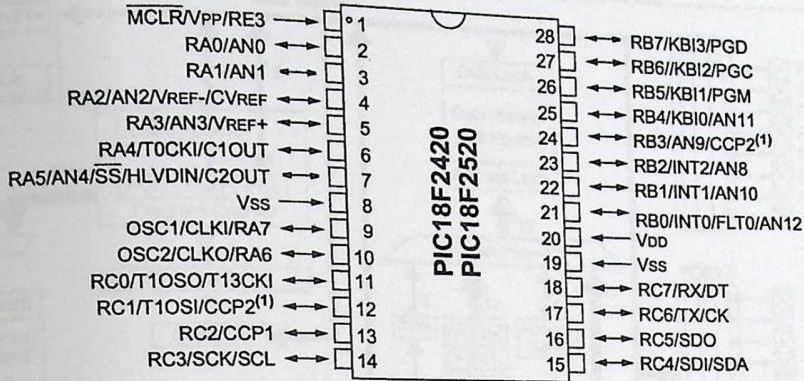 MCLR/VPP/RE3
RA0/AN0
RA1/AN1
RA2/AN2/VREF-/CVREF
RA3/AN3/VREF+
RA4/T0CKI/C1OUT
RA5/AN4/SS/HLVDIN/C2OUT
VSS
OSC1/CLKI/RA7
OSC2/CLKO/RA6
RC0/T1OSO/T13CKI
RC1/T1OSI/CCP2(1)
RC2/CCP1
RC3/SCK/SCL
1
2
3
4
5
6
7
8
9
10
11
12
13
14
PIC18F2420
PIC18F2520
28
27
26
25
24
23
22
21
20
19
18
17
16
15
RB7/KBI3/PGD
RB6//KBI2/PGC
RB5/KBI1/PGM
RB4/KBI0/AN11
RB3/AN9/CCP2(1)
RB2/INT2/AN8
RB1/INT1/AN10
RB0/INT0/FLT0/AN12
VDD
VSS
RC7/RX/DT
RC6/TX/CK
RC5/SDO
RC4/SDI/SDA